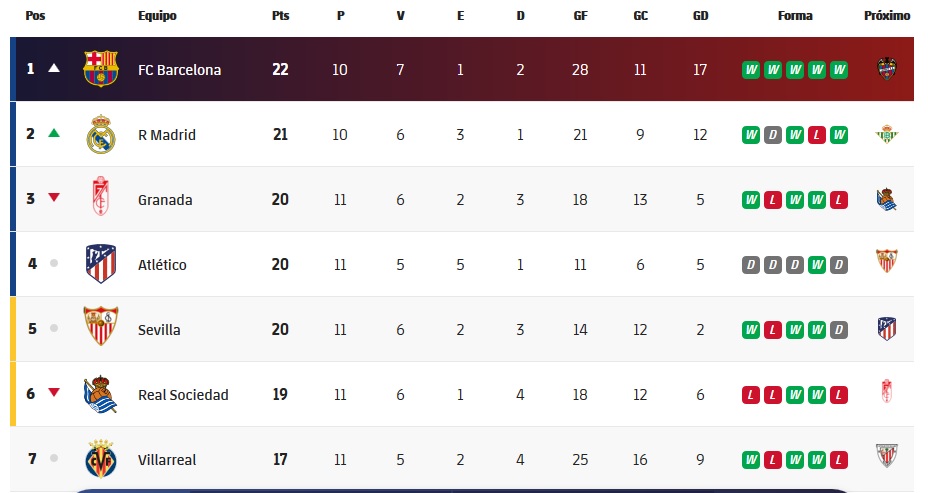 Pos Equipo Pts P V E D GF GC GD Forma Próximo
1 FC Barcelona 22 10 7 1 2 28 11 17 W W W W W
2 R Madrid 21 10 6 3 1 21 9 12 W D W L W
3 Granada 20 11 6 2 3 18 13 5 W L W W L
4 Atlético 20 11 5 5 1 11 6 5 D D D W D
5 Sevilla 20 11 6 2 3 14 12 2 W L W W D
6 Real Sociedad 19 11 6 1 4 18 12 6 L L W W L
7 Villarreal 17 11 5 2 4 25 16 9 W L W W L